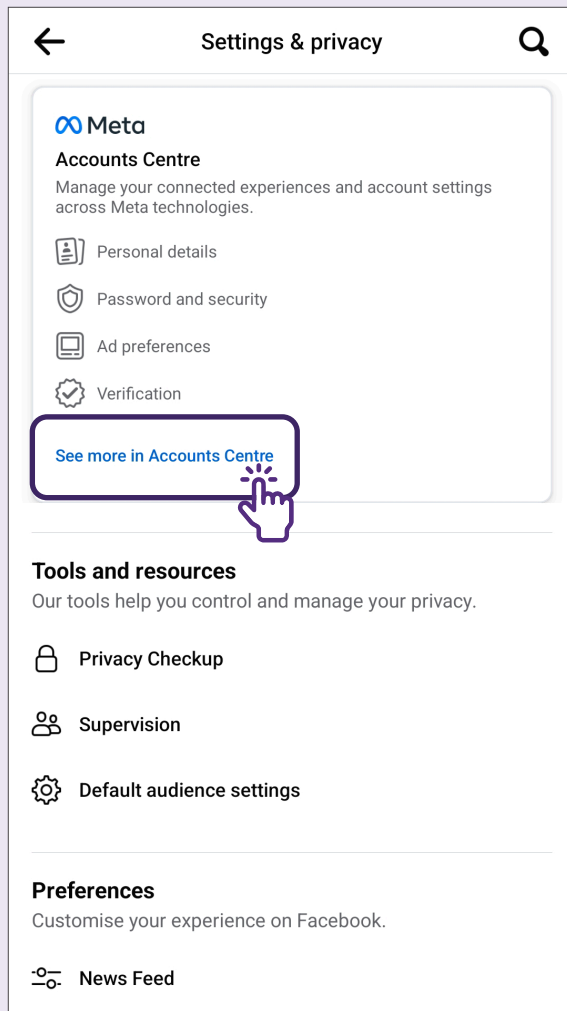 Settings & privacy
Meta
Accounts Centre
Manage your connected experiences and account settings
across Meta technologies.
Personal details
Password and security
Ad preferences
Verification
See more in Accounts Centre
Tools and resources
Our tools help you control and manage your privacy.
Privacy Checkup
Supervision
Default audience settings
Preferences
Customise your experience on Facebook.
News Feed